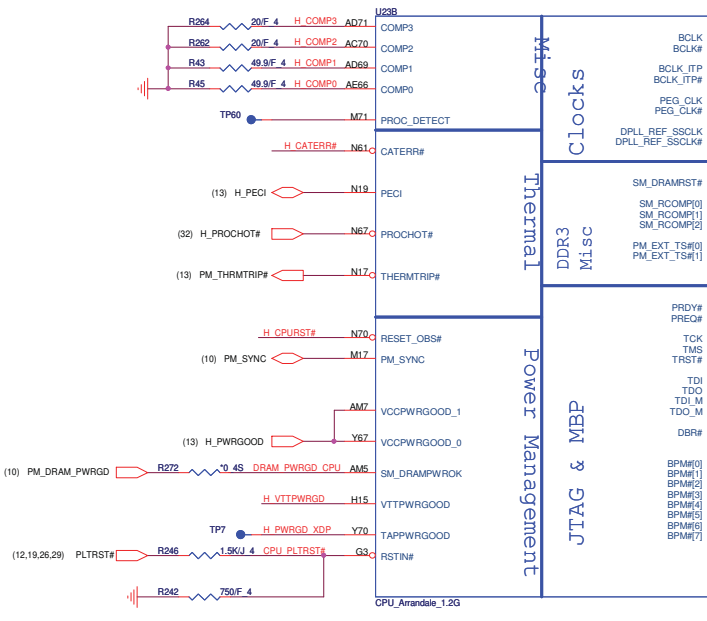 U23B
R264 20/F_4 H_COMP3 AD71 COMP3
R262 20/F_4 H_COMP2 AC70 COMP2
R43 49.9/F_4 H_COMP1 AD69 COMP1
R45 49.9/F_4 H_COMP0 AE66 COMP0
TP60 M71 PROC_DETECT
H_CATERR# N61 CATERR#
(13) H_PECI N19 PECI
(32) H_PROCHOT# N67 PROCHOT#
(13) PM_THRMTRIP# N17 THERMTRIP#
H_CPURST# N70 RESET_OBS#
(10) PM_SYNC M17 PM_SYNC
AM7 VCCPWRGOOD_1
(13) H_PWRGOOD Y67 VCCPWRGOOD_0
(10) PM_DRAM_PWRGD R272 *0_4S DRAM_PWRGD_CPU AM5 SM_DRAMPWROK
H_VTTPWRGD H15 VTTPWRGOOD
TP7 H_PWRGD_XDP Y70 TAPPWRGOOD
(12,19,26,29) PLTRST# R246 1.5K/J_4 CPU_PLTRST# G3 RSTIN#
R242 750/F_4
Misc
Thermal
Power Management
Clocks
DDR3
Misc
JTAG & MBP
BCLK
BCLK#
BCLK_ITP
BCLK_ITP#
PEG_CLK
PEG_CLK#
DPLL_REF_SSCLK
DPLL_REF_SSCLK#
SM_DRAMRST#
SM_RCOMP[0]
SM_RCOMP[1]
SM_RCOMP[2]
PM_EXT_TS#[0]
PM_EXT_TS#[1]
PRDY#
PREQ#
TCK
TMS
TRST#
TDI
TDO
TDI_M
TDO_M
DBR#
BPM#[0]
BPM#[1]
BPM#[2]
BPM#[3]
BPM#[4]
BPM#[5]
BPM#[6]
BPM#[7]
CPU_Arrandale_1.2G